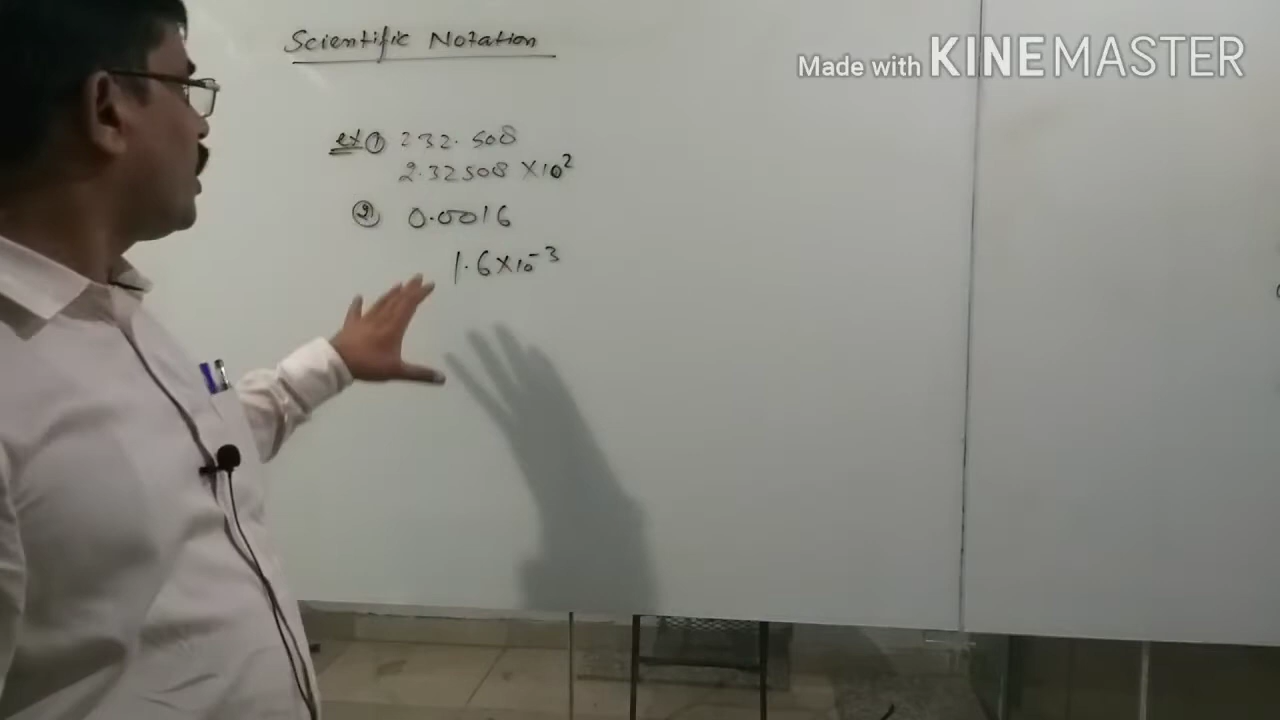 Scientific Notation
Made with KINEMASTER
ex ① 232.508
2.32508 × 10²
② 0.0016
1.6 × 10⁻³